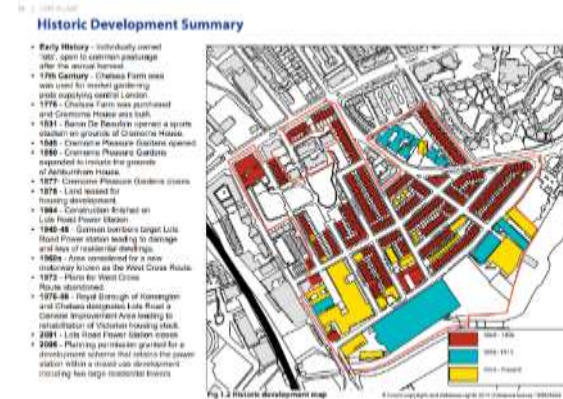 Historic Development Summary
• Early History - Individually owned
'lots', open to common pasturage
after the annual harvest
• 17th Century - Chelsea Farm area
was used for market gardening
and supplying central London.
• 1778 - Chelsea Farm was purchased
and Cremorne House was built.
• 1831 - Baron De Beaufain opened a sports
stadium on grounds of Cremorne House.
• 1845 - Cremorne Pleasure Gardens opened
• 1850 - Cremorne Pleasure Gardens
expanded to include the grounds
of Ashburnham House.
• 1877- Cremorne Pleasure Gardens closes
• 1878 - Land leased for
housing development.
• 1904 - Construction finished on
Lots Road Power Station
• 1940-45 - German bombers target Lots
Road Power station leading to damage
and loss of residential dwellings.
• 1960s - Area considered for a new
motorway known as the West Cross Route.
• 1972 - Plans for West Cross
Route abandoned.
• 1975-88 - Royal Borough of Kensington
and Chelsea designates Lots Road a
General Improvement Area leading to
rehabilitation of Victorian housing stock.
• 2001 - Lots Road Power Station closes
• 2006 - Planning permission granted for a
development scheme that retains the power
station within a mixed use development
including two large residential towers
Fig 1.2 Historic development map